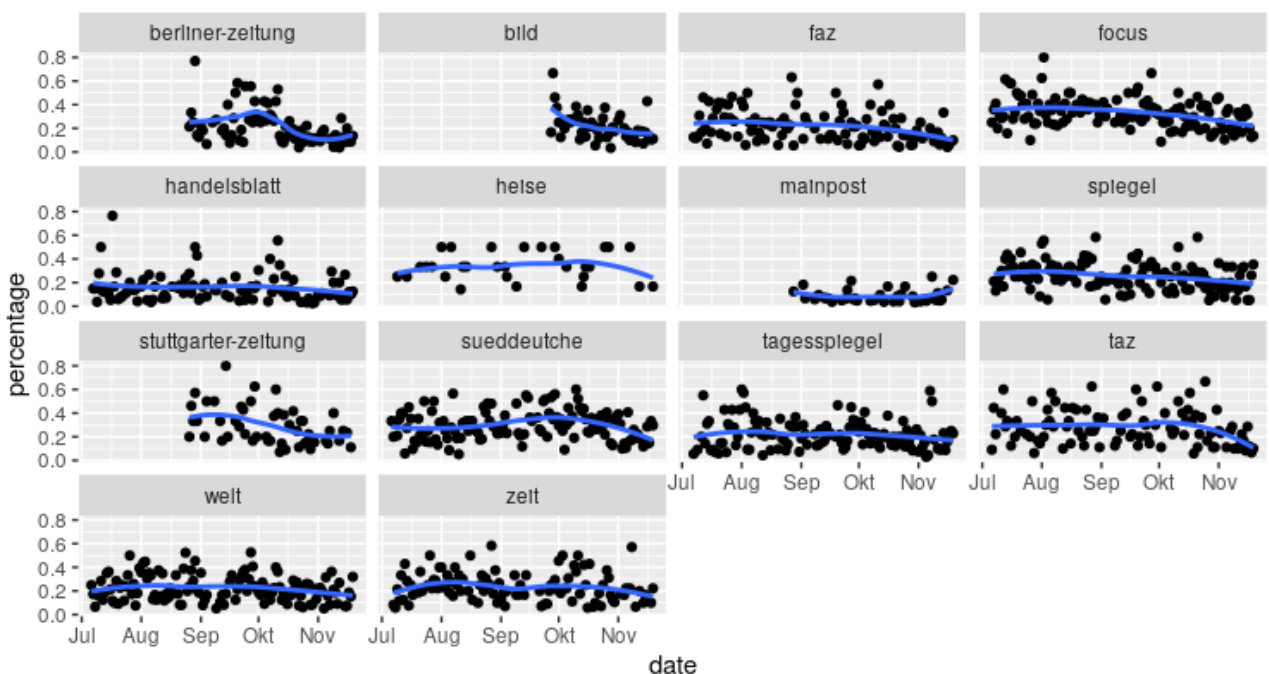 berliner-zeitung bild faz focus
0.8
0.6
0.4
0.2
0.0
handelsblatt heise mainpost spiegel
0.8
0.6
0.4
0.2
0.0
percentage
stuttgarter-zeitung sueddeutche tagesspiegel taz
0.8
0.6
0.4
0.2
0.0
Jul Aug Sep Okt Nov Jul Aug Sep Okt Nov
welt zeit
0.8
0.6
0.4
0.2
0.0
Jul Aug Sep Okt Nov Jul Aug Sep Okt Nov
date